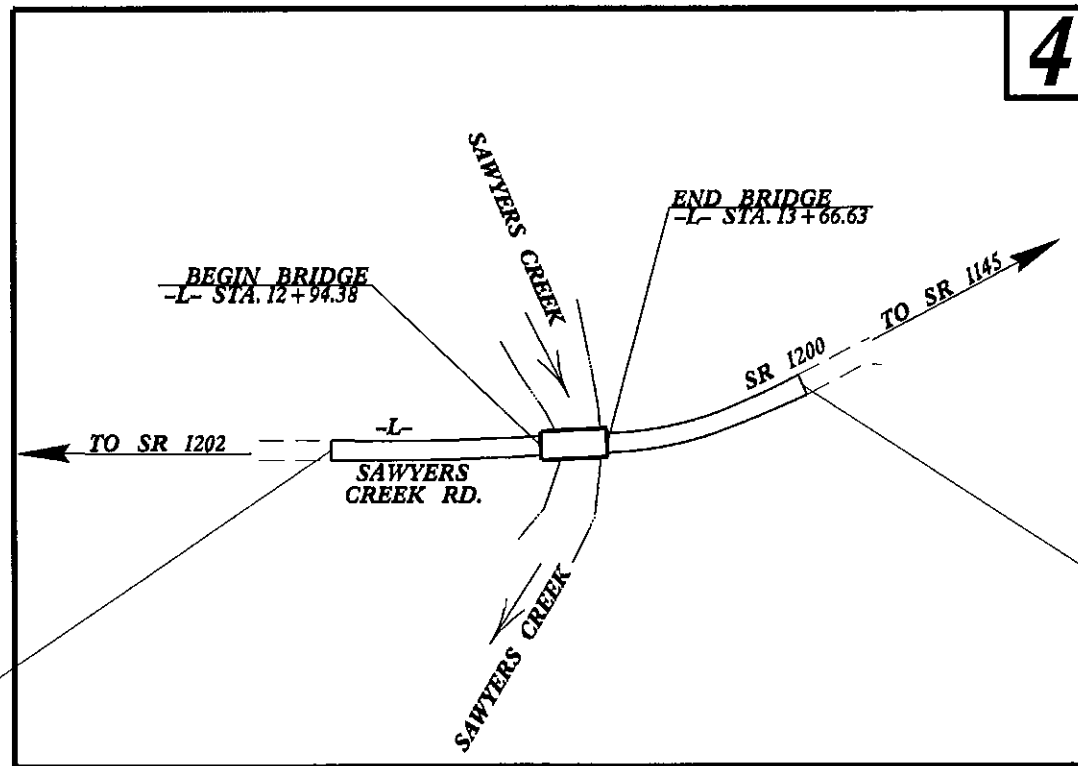 4
SAWYERS CREEK
END BRIDGE
-L- STA. 13+66.63
BEGIN BRIDGE
-L- STA. 12+94.38
TO SR 1145
SR 1200
-L-
TO SR 1202
SAWYERS
CREEK RD.
SAWYERS CREEK